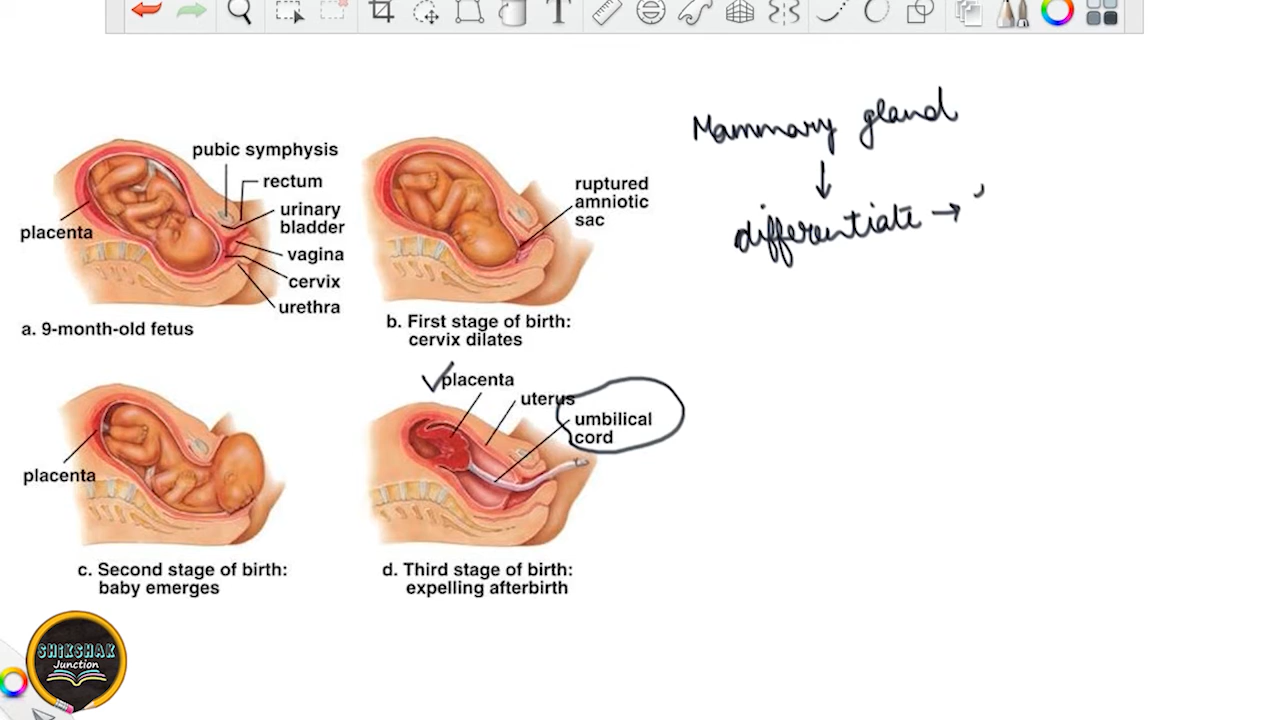 Mammary gland
differentiate →
pubic symphysis
rectum
urinary
bladder
placenta
vagina
cervix
urethra
a. 9-month-old fetus
ruptured
amniotic
sac
b. First stage of birth:
cervix dilates
placenta
c. Second stage of birth:
baby emerges
placenta
uterus
umbilical
cord
d. Third stage of birth:
expelling afterbirth
SHiKSHAK
Junction